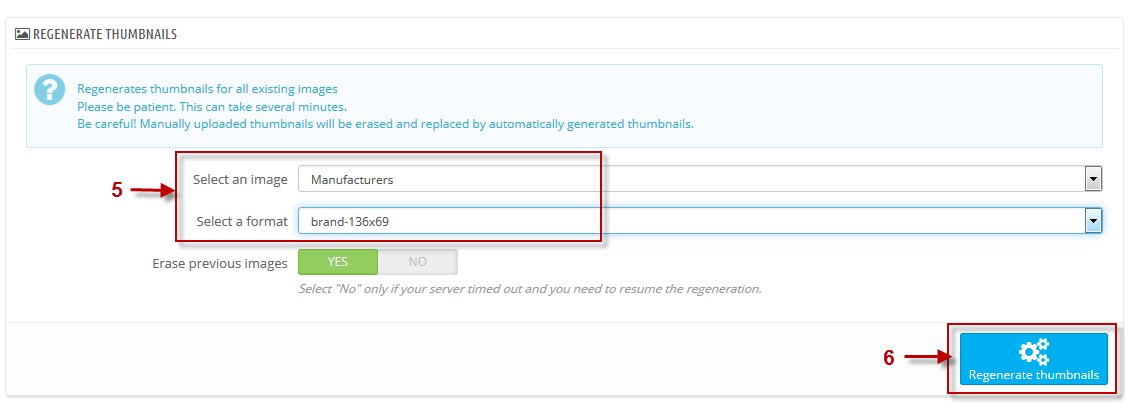 REGENERATE THUMBNAILS
?
Regenerates thumbnails for all existing images
Please be patient. This can take several minutes.
Be careful! Manually uploaded thumbnails will be erased and replaced by automatically generated thumbnails.
5
Select an image Manufacturers
Select a format brand-136x69
Erase previous images YES NO
Select "No" only if your server timed out and you need to resume the regeneration.
6
Regenerate thumbnails